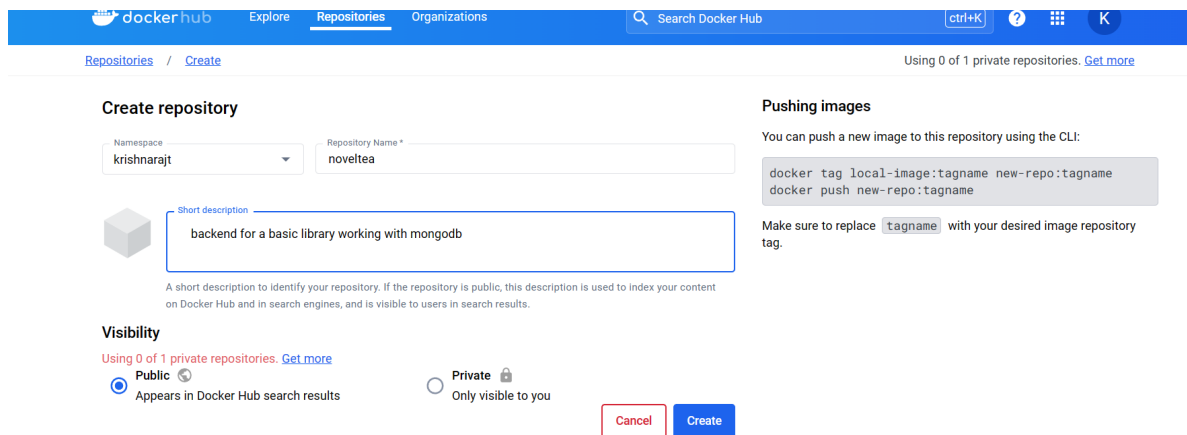 dockerhub Explore Repositories Organizations Search Docker Hub ctrl+K ? K
Repositories / Create Using 0 of 1 private repositories. Get more
Create repository
Namespace
krishnarajt
Repository Name *
noveltea
Short description
backend for a basic library working with mongodb
A short description to identify your repository. If the repository is public, this description is used to index your content
on Docker Hub and in search engines, and is visible to users in search results.
Visibility
Using 0 of 1 private repositories. Get more
Public
Appears in Docker Hub search results
Private
Only visible to you
Cancel Create
Pushing images
You can push a new image to this repository using the CLI:
docker tag local-image:tagname new-repo:tagname
docker push new-repo:tagname
Make sure to replace tagname with your desired image repository
tag.